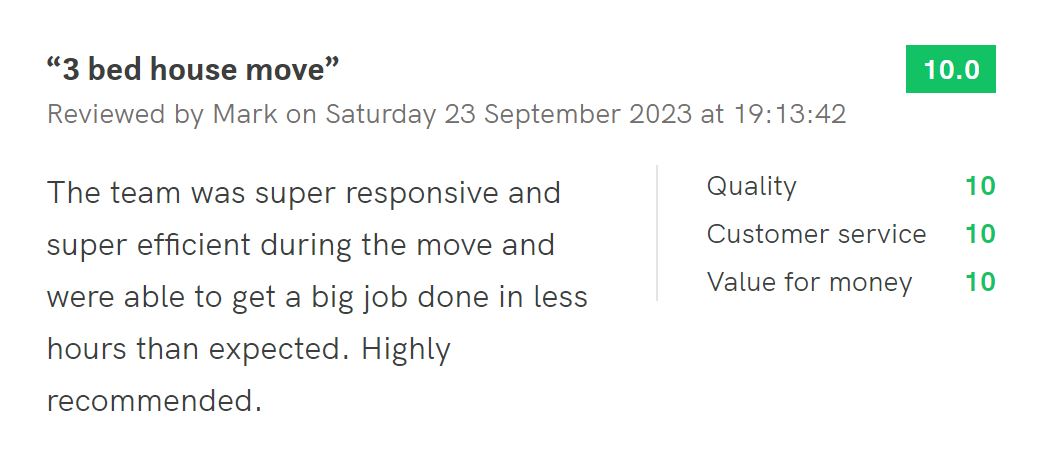 “3 bed house move”
10.0
Reviewed by Mark on Saturday 23 September 2023 at 19:13:42
The team was super responsive and
super efficient during the move and
were able to get a big job done in less
hours than expected. Highly
recommended.
Quality 10
Customer service 10
Value for money 10